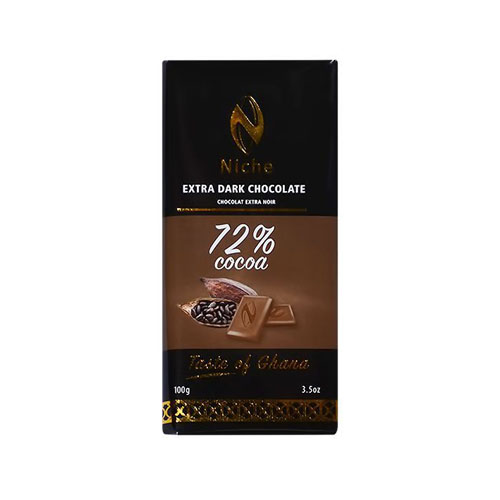 Niche
EXTRA DARK CHOCOLATE
CHOCOLAT EXTRA NOIR
72%
cocoa
Taste of Ghana
100g 3.5oz